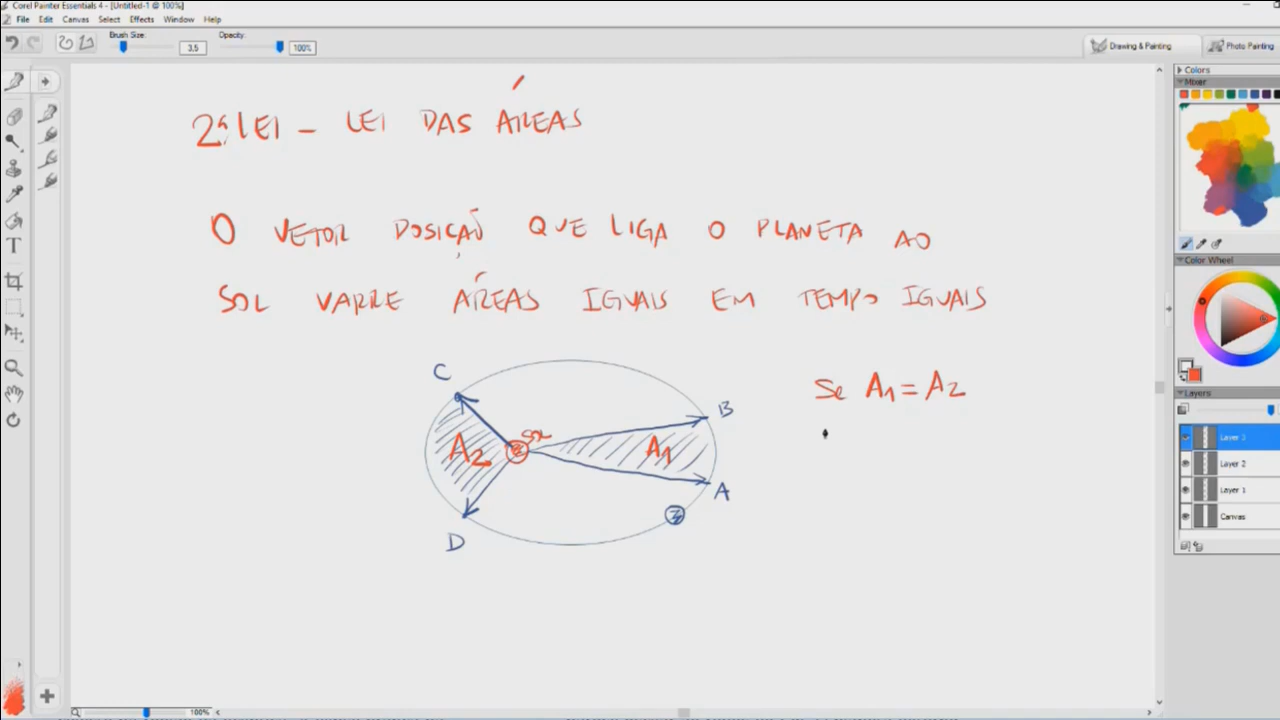 Corel Painter Essentials 4 - [Untitled-1 @ 100%]
File Edit Canvas Select Effects Window Help
Brush Size: 3.5 Opacity: 100%
Drawing & Painting Photo Painting
Colors
Mixer
2ª LEI - LEI DAS ÁREAS
O VETOR POSIÇÃO QUE LIGA O PLANETA AO
SOL VARRE ÁREAS IGUAIS EM TEMPO IGUAIS
Color Wheel
C
B
Se A1 = A2
SOL
A2
A1
A
D
Layers
Layer 3
Layer 2
Layer 1
Canvas
100%